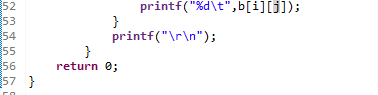 52 printf("%d\t",b[i][j]);
53 }
54 printf("\r\n");
55 }
56 return 0;
57 }